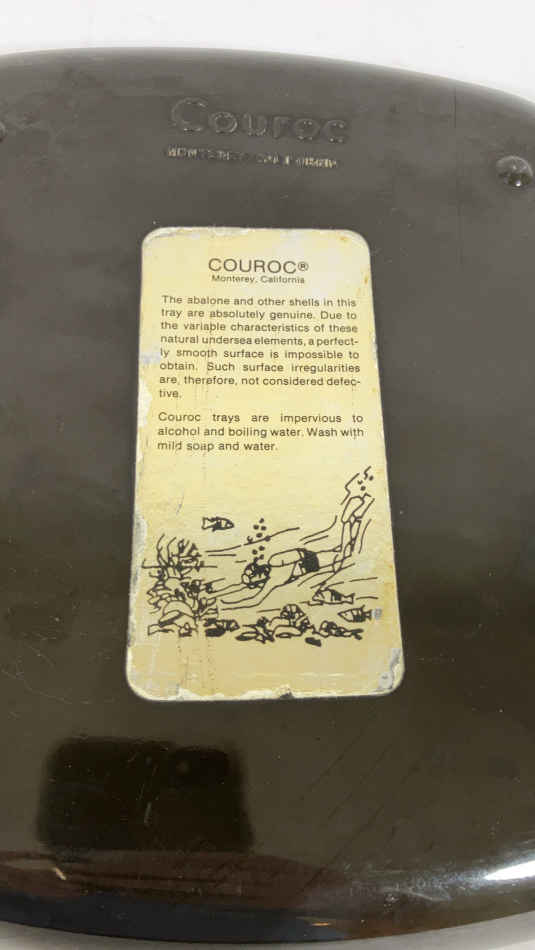 Couroc
MONTEREY CALIFORNIA
COUROC®
Monterey, California
The abalone and other shells in this
tray are absolutely genuine. Due to
the variable characteristics of these
natural undersea elements, a perfect-
ly smooth surface is impossible to
obtain. Such surface irregularities
are, therefore, not considered defec-
tive.
Couroc trays are impervious to
alcohol and boiling water. Wash with
mild soap and water.